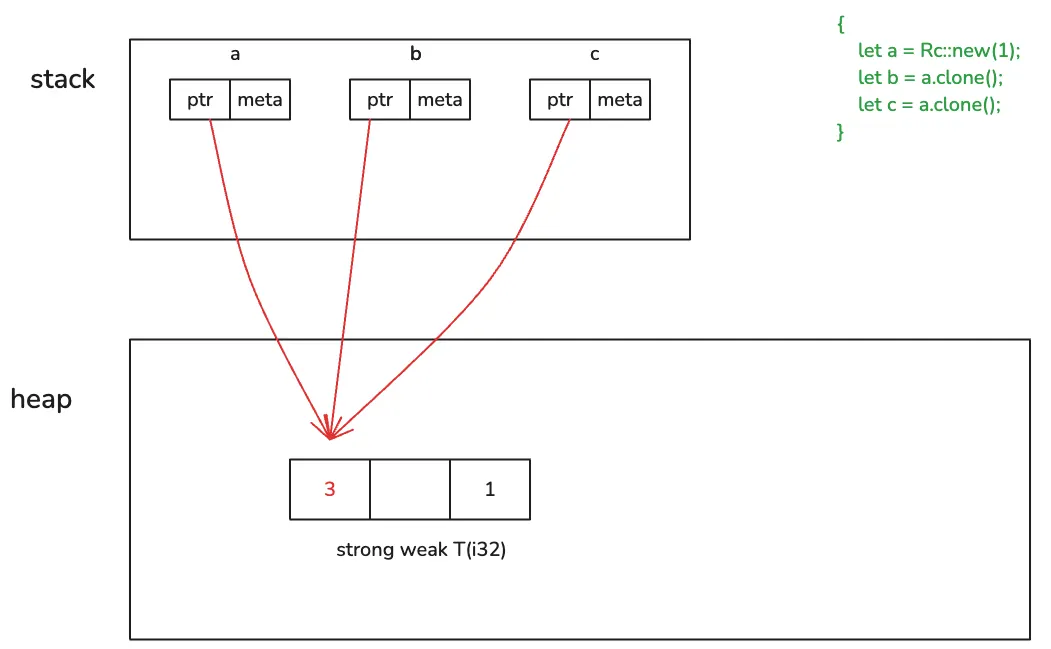 {
let a = Rc::new(1);
let b = a.clone();
let c = a.clone();
}
stack
a b c
ptr meta ptr meta ptr meta
heap
3 1
strong weak T(i32)